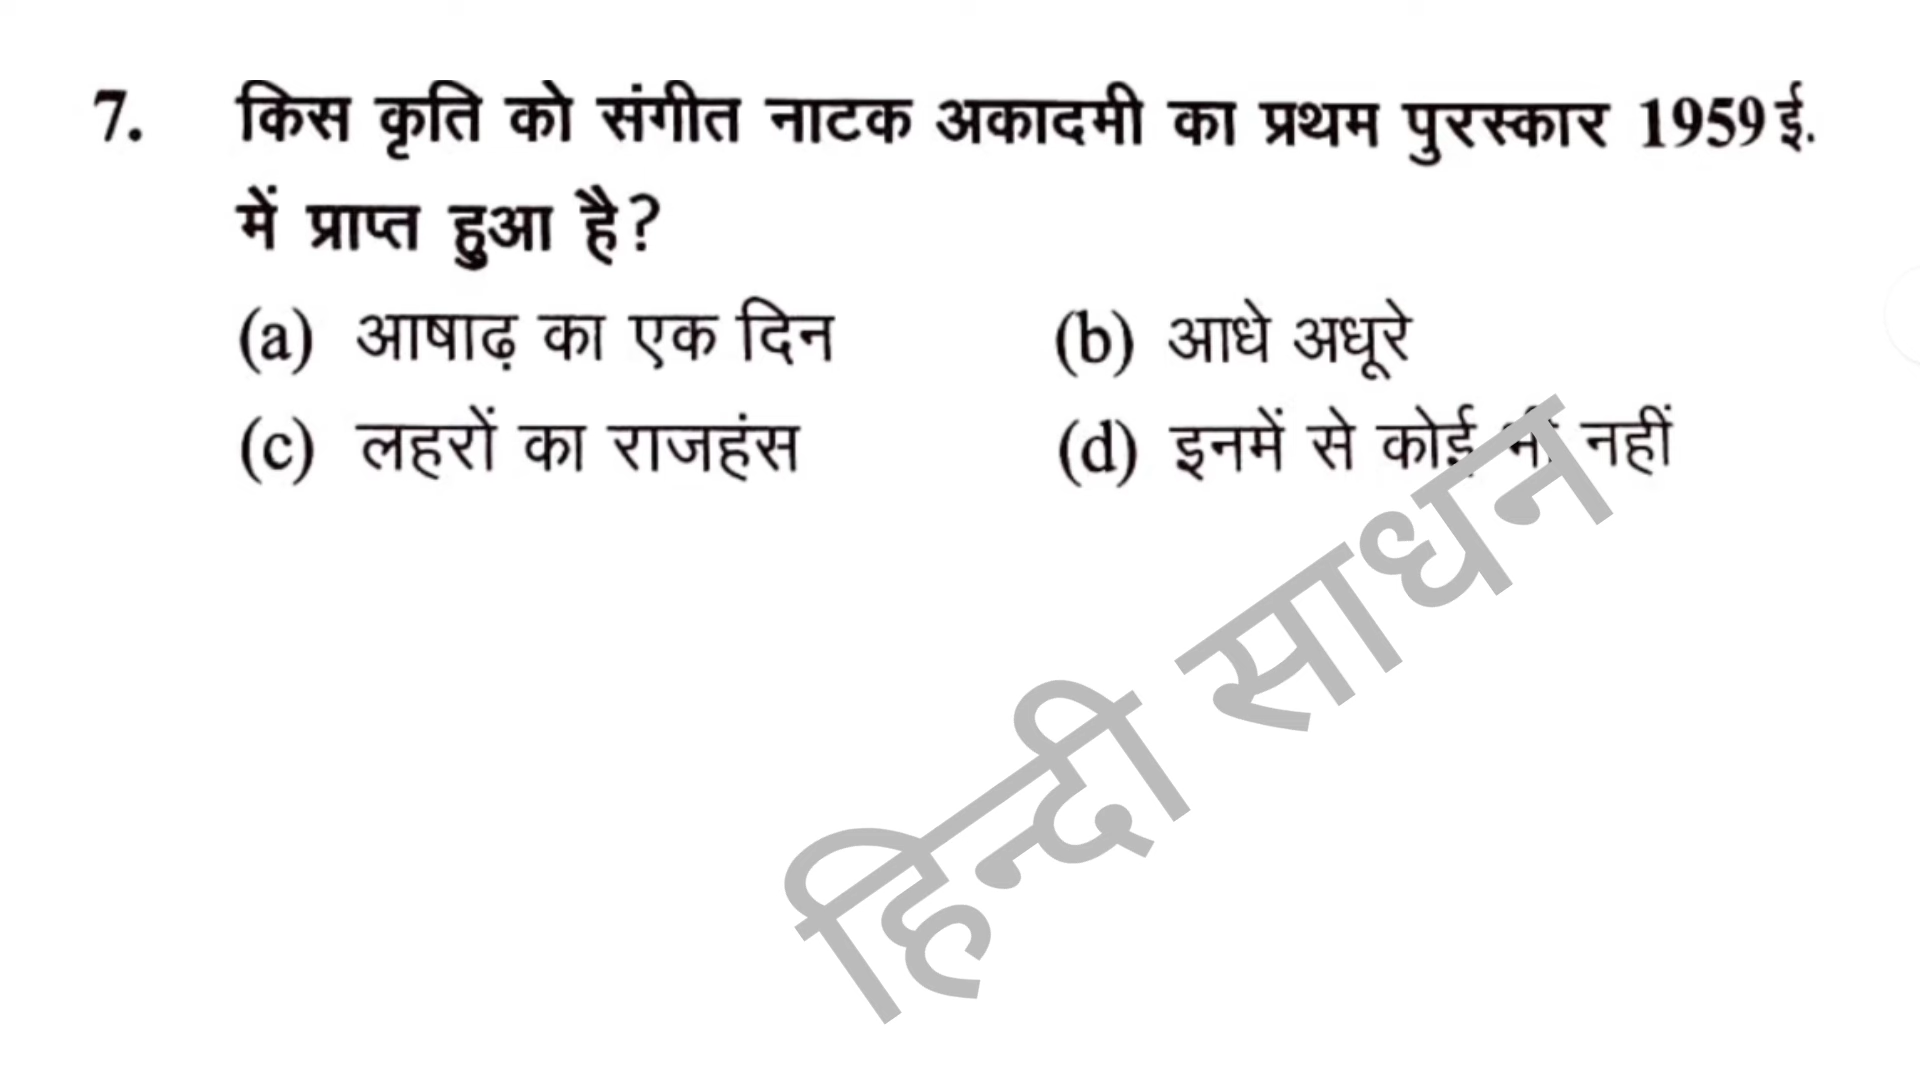 7. किस कृति को संगीत नाटक अकादमी का प्रथम पुरस्कार 1959 ई.
में प्राप्त हुआ है?
(a) आषाढ़ का एक दिन (b) आधे अधूरे
(c) लहरों का राजहंस (d) इनमें से कोई भी नहीं
हिन्दी साधन